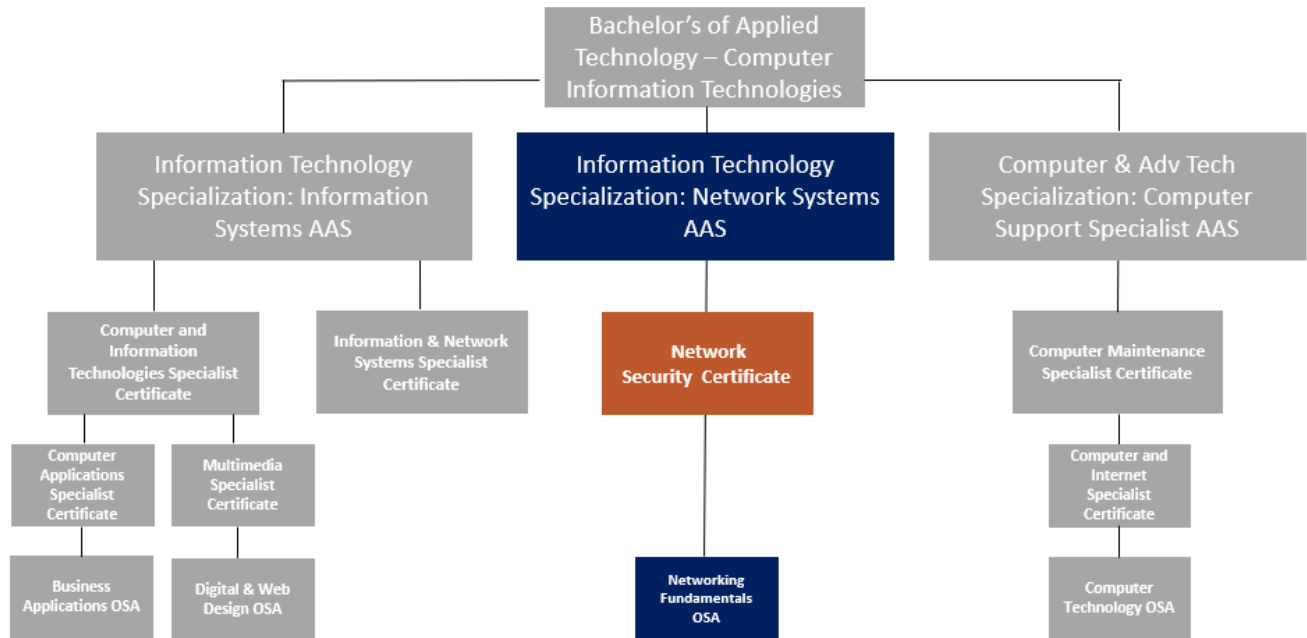 Bachelor's of Applied
Technology – Computer
Information Technologies
Information Technology
Specialization: Information
Systems AAS
Information Technology
Specialization: Network Systems
AAS
Computer & Adv Tech
Specialization: Computer
Support Specialist AAS
Computer and
Information
Technologies Specialist
Certificate
Information & Network
Systems Specialist
Certificate
Network
Security Certificate
Computer Maintenance
Specialist Certificate
Computer
Applications
Specialist
Certificate
Multimedia
Specialist
Certificate
Computer and
Internet
Specialist
Certificate
Business
Applications OSA
Digital & Web
Design OSA
Networking
Fundamentals
OSA
Computer
Technology OSA